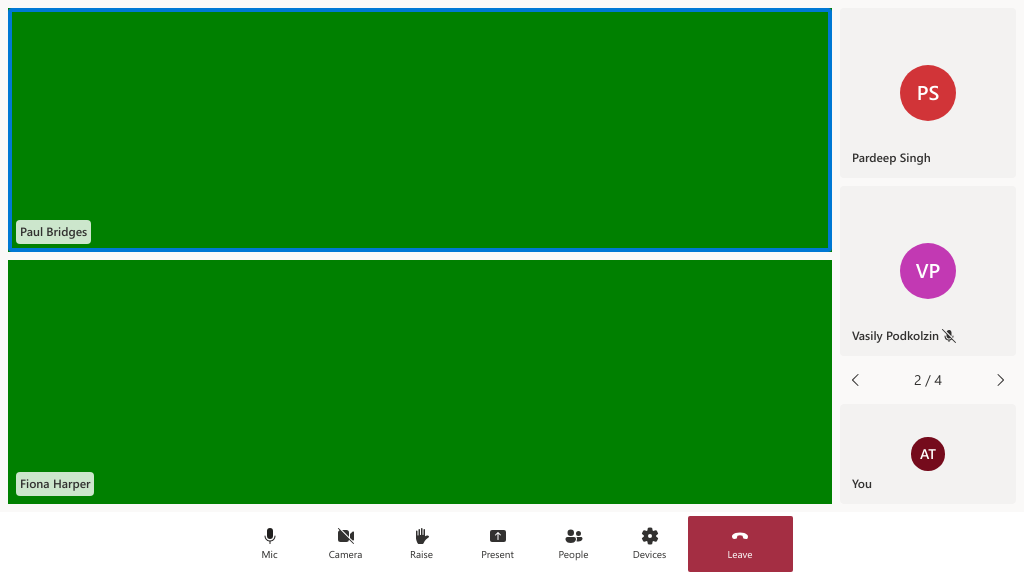 Paul Bridges
Fiona Harper
PS
Pardeep Singh
VP
Vasily Podkolzin
2 / 4
AT
You
Mic
Camera
Raise
Present
People
Devices
Leave